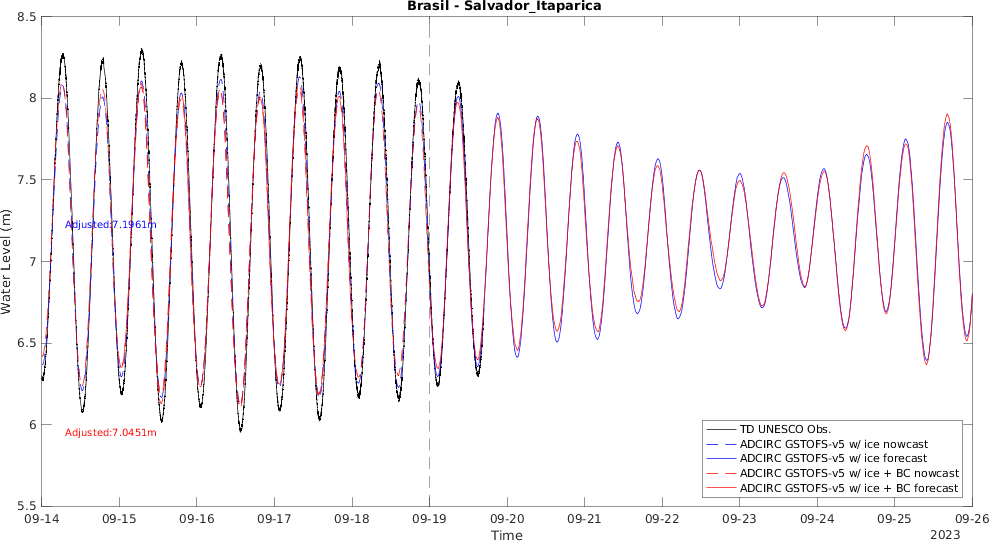 Brasil - Salvador_Itaparica
8.5
8
7.5
7
6.5
6
5.5
Water Level (m)
Adjusted:7.1961m
Adjusted:7.0451m
TD UNESCO Obs.
ADCIRC GSTOFS-v5 w/ ice nowcast
ADCIRC GSTOFS-v5 w/ ice forecast
ADCIRC GSTOFS-v5 w/ ice + BC nowcast
ADCIRC GSTOFS-v5 w/ ice + BC forecast
09-14 09-15 09-16 09-17 09-18 09-19 09-20 09-21 09-22 09-23 09-24 09-25 09-26
Time
2023